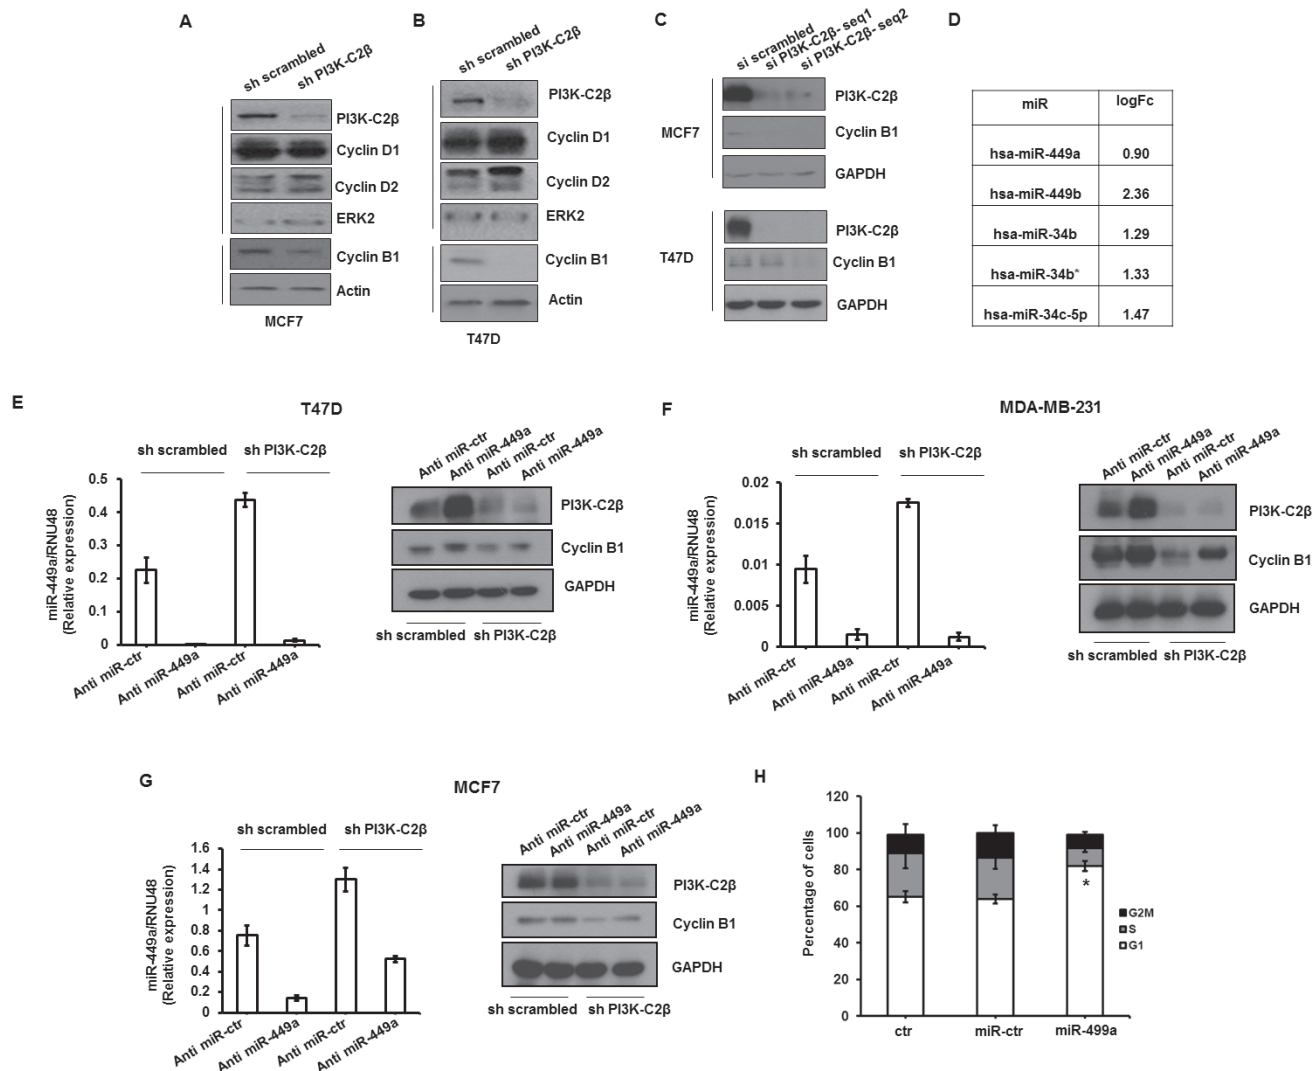 A
sh scrambled
sh PI3K-C2β
PI3K-C2β
Cyclin D1
Cyclin D2
ERK2
Cyclin B1
Actin
MCF7
B
sh scrambled
sh PI3K-C2β
PI3K-C2β
Cyclin D1
Cyclin D2
ERK2
Cyclin B1
Actin
T47D
C
si scrambled
si PI3K-C2β- seq1
si PI3K-C2β- seq2
MCF7
PI3K-C2β
Cyclin B1
GAPDH
T47D
PI3K-C2β
Cyclin B1
GAPDH
D
miR logFc
hsa-miR-449a 0.90
hsa-miR-449b 2.36
hsa-miR-34b 1.29
hsa-miR-34b* 1.33
hsa-miR-34c-5p 1.47
E
T47D
sh scrambled sh PI3K-C2β
miR-449a/RNU48
(Relative expression)
0.5
0.4
0.3
0.2
0.1
0
Anti miR-ctr
Anti miR-449a
Anti miR-ctr
Anti miR-449a
Anti miR-ctr
Anti miR-449a
Anti miR-ctr
Anti miR-449a
PI3K-C2β
Cyclin B1
GAPDH
sh scrambled sh PI3K-C2β
F
MDA-MB-231
sh scrambled sh PI3K-C2β
miR-449a/RNU48
(Relative expression)
0.02
0.015
0.01
0.005
0
Anti miR-ctr
Anti miR-449a
Anti miR-ctr
Anti miR-449a
Anti miR-ctr
Anti miR-449a
Anti miR-ctr
Anti miR-449a
PI3K-C2β
Cyclin B1
GAPDH
sh scrambled sh PI3K-C2β
G
MCF7
sh scrambled sh PI3K-C2β
miR-449a/RNU48
(Relative expression)
1.6
1.4
1.2
1
0.8
0.6
0.4
0.2
0
Anti miR-ctr
Anti miR-449a
Anti miR-ctr
Anti miR-449a
Anti miR-ctr
Anti miR-449a
Anti miR-ctr
Anti miR-449a
PI3K-C2β
Cyclin B1
GAPDH
sh scrambled sh PI3K-C2β
H
Percentage of cells
120
100
80
60
40
20
0
*
G2M
S
G1
ctr miR-ctr miR-499a